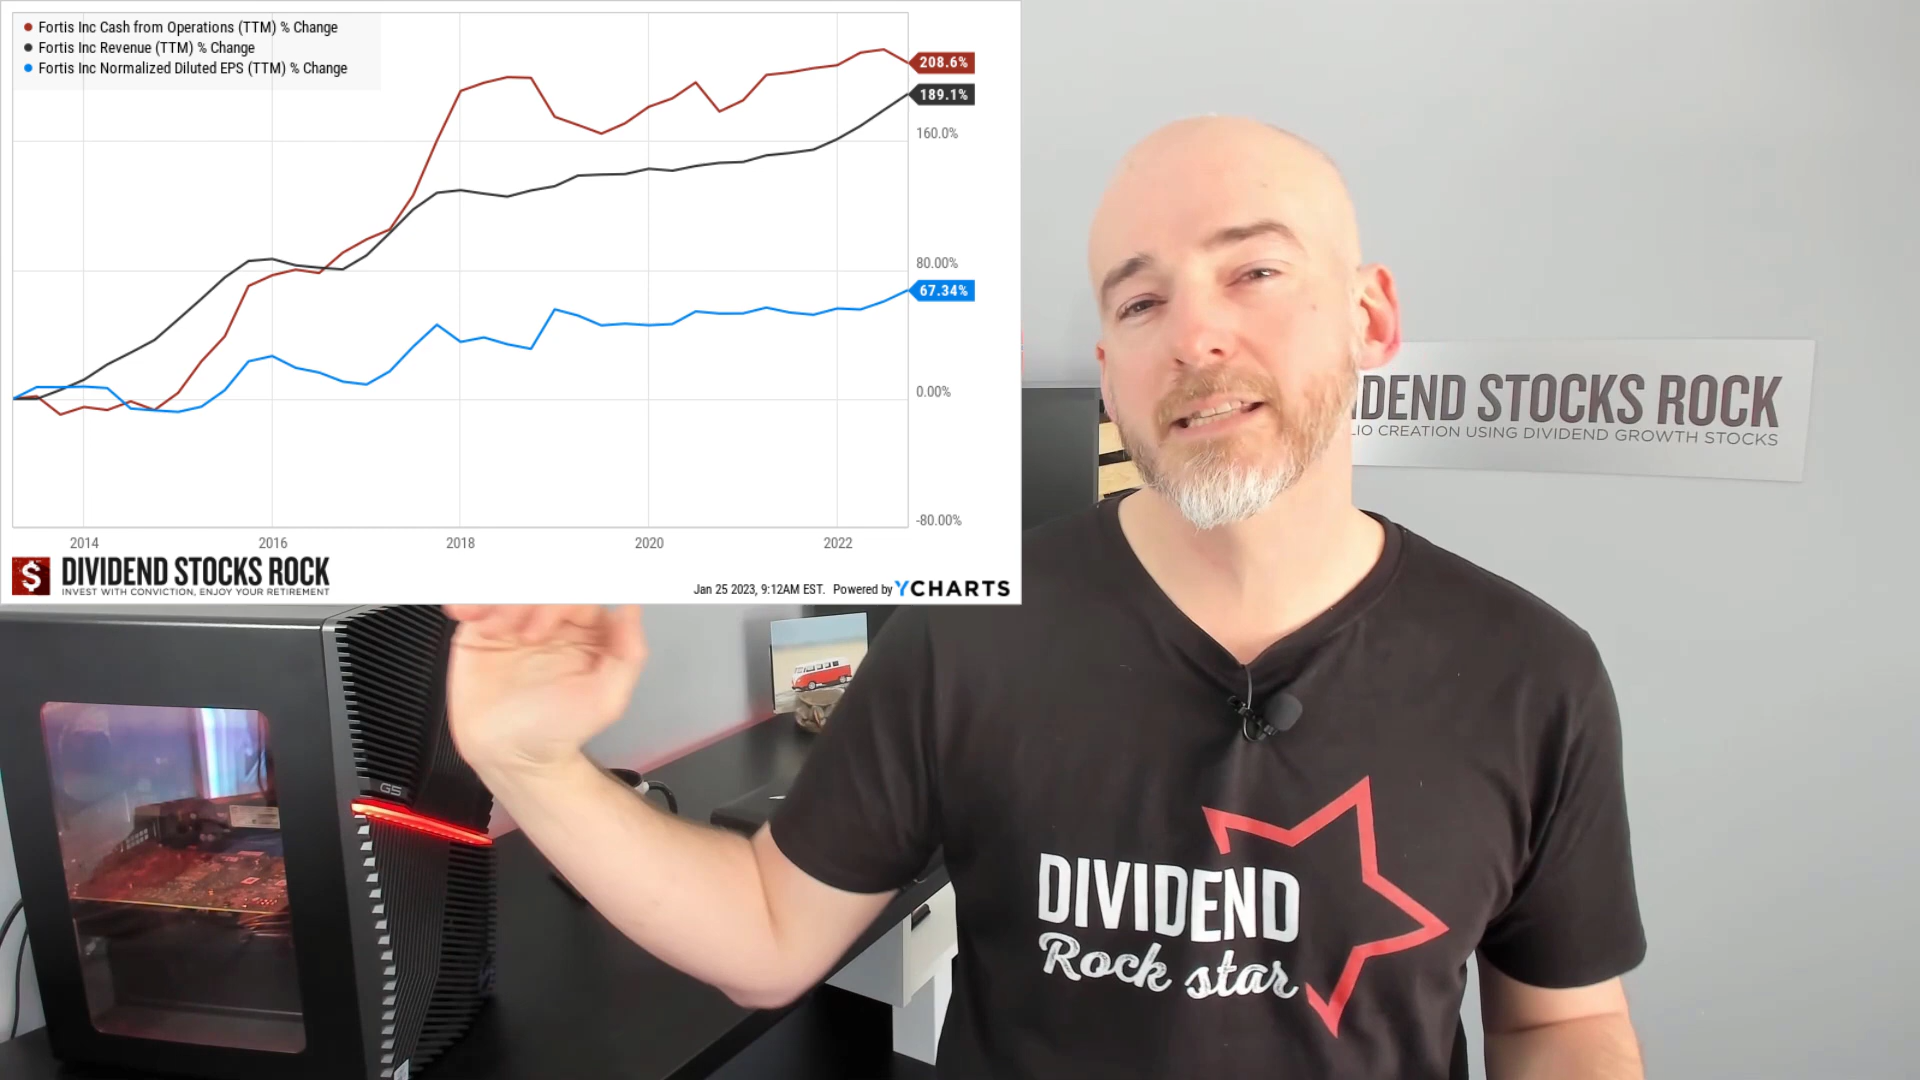 Fortis Inc Cash from Operations (TTM) % Change
Fortis Inc Revenue (TTM) % Change
Fortis Inc Normalized Diluted EPS (TTM) % Change
208.6%
189.1%
160.0%
80.00%
67.34%
0.00%
-80.00%
2014 2016 2018 2020 2022
$ DIVIDEND STOCKS ROCK
INVEST WITH CONVICTION, ENJOY YOUR RETIREMENT
Jan 25 2023, 9:12AM EST. Powered by YCHARTS
IDEND STOCKS ROCK
LIO CREATION USING DIVIDEND GROWTH STOCKS
G5
DIVIDEND
Rock star